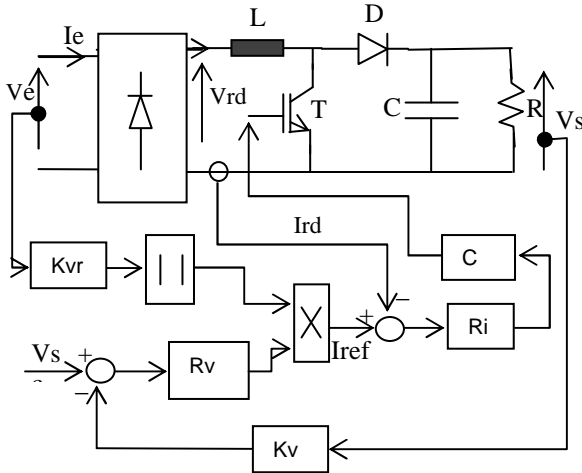 L
D
Ie
Ve
Vrd
T
C
R
Vs
Ird
Kvr
| |
C
X
+
−
Iref
Ri
Vs
+
−
Rv
Kv